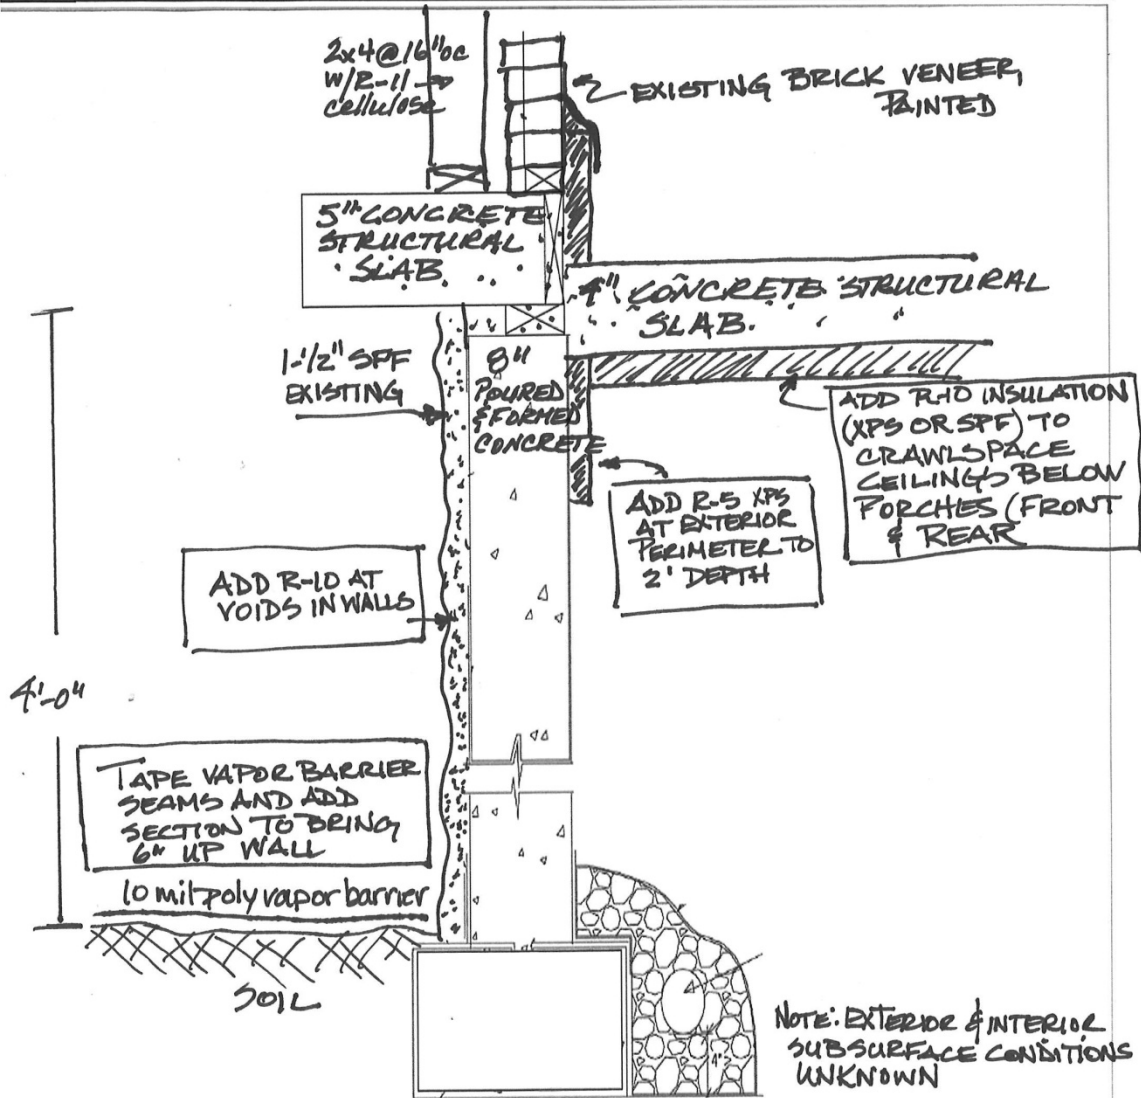 2x4@16"oc
W/R-11
cellulose
EXISTING BRICK VENEER,
PAINTED
5" CONCRETE
STRUCTURAL
SLAB
4" CONCRETE STRUCTURAL
SLAB.
1-1/2" SPF
EXISTING
8"
POURED
& FORMED
CONCRETE
ADD R-10 INSULATION
(XPS OR SPF) TO
CRAWLSPACE
CEILINGS BELOW
PORCHES (FRONT
& REAR
ADD R-5 XPS
AT EXTERIOR
PERIMETER TO
2' DEPTH
ADD R-10 AT
VOIDS IN WALLS
4'-0"
TAPE VAPOR BARRIER
SEAMS AND ADD
SECTION TO BRING
6" UP WALL
10 mil poly vapor barrier
SOIL
NOTE: EXTERIOR & INTERIOR
SUBSURFACE CONDITIONS
UNKNOWN